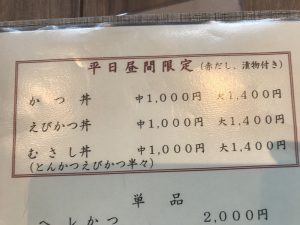 平日昼間限定(赤だし、漬物付き)
かつ丼 中1,000円 大1,400円
えびかつ丼 中1,000円 大1,400円
むさし丼 中1,000円 大1,400円
(とんかつえびかつ半々)
単品
2,000円